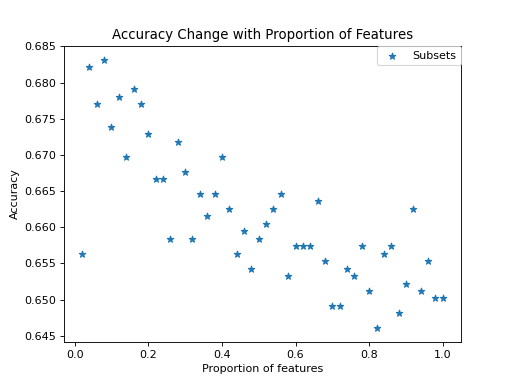 Accuracy Change with Proportion of Features
Subsets
Accuracy
0.685
0.680
0.675
0.670
0.665
0.660
0.655
0.650
0.645
0.0 0.2 0.4 0.6 0.8 1.0
Proportion of features